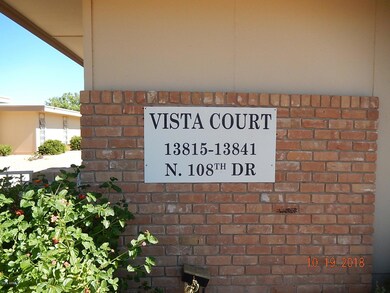 VISTA COURT
13815-13841
N. 108TH DR
10 19 2018